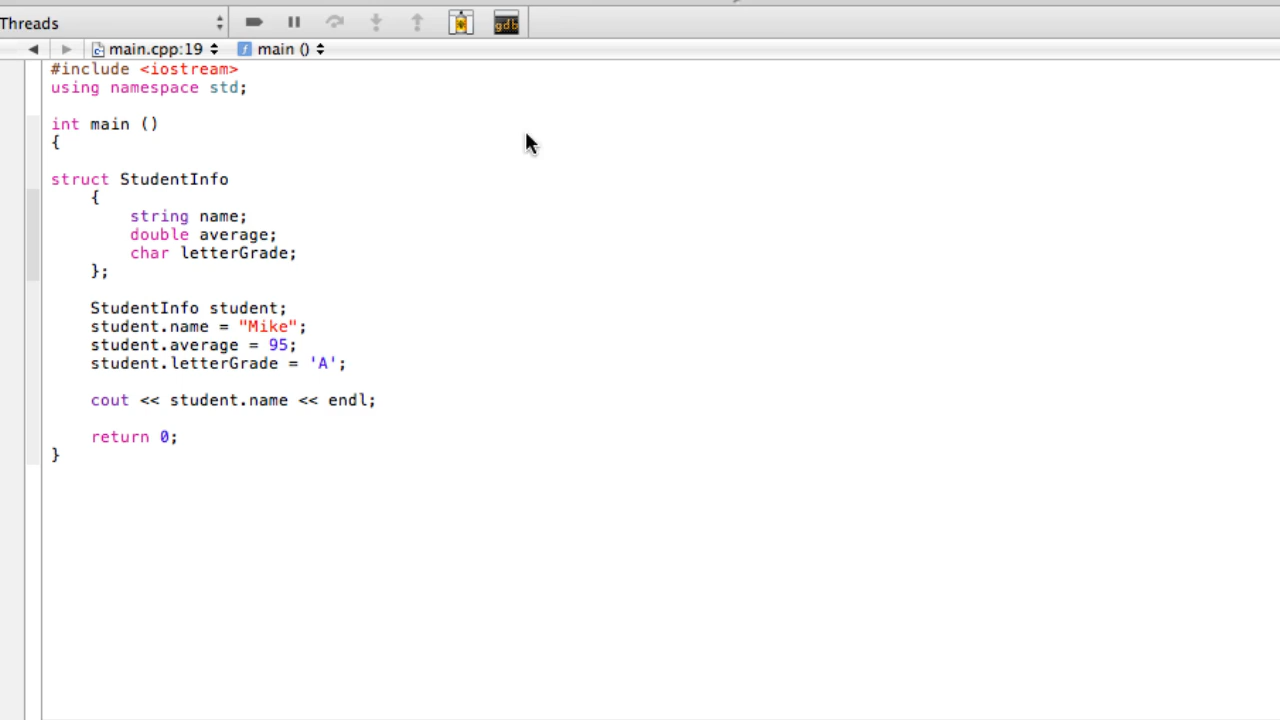 Threads
gdb
main.cpp:19 f main ()
#include <iostream>
using namespace std;
int main ()
{
struct StudentInfo
{
string name;
double average;
char letterGrade;
};
StudentInfo student;
student.name = "Mike";
student.average = 95;
student.letterGrade = 'A';
cout << student.name << endl;
return 0;
}